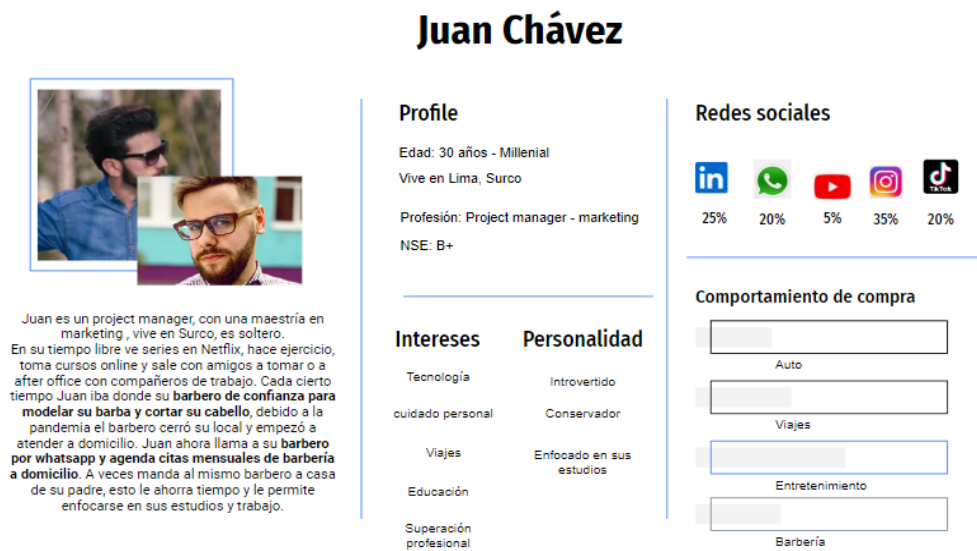 Juan Chávez
Juan es un project manager, con una maestría en
marketing , vive en Surco, es soltero.
En su tiempo libre ve series en Netflix, hace ejercicio,
toma cursos online y sale con amigos a tomar o a
after office con compañeros de trabajo. Cada cierto
tiempo Juan iba donde su barbero de confianza para
modelar su barba y cortar su cabello, debido a la
pandemia el barbero cerró su local y empezó a
atender a domicilio. Juan ahora llama a su barbero
por whatsapp y agenda citas mensuales de barbería
a domicilio. A veces manda al mismo barbero a casa
de su padre, esto le ahorra tiempo y le permite
enfocarse en sus estudios y trabajo.
Profile
Edad: 30 años - Millenial
Vive en Lima, Surco
Profesión: Project manager - marketing
NSE: B+
Intereses
Tecnología
cuidado personal
Viajes
Educación
Superación
profesional
Personalidad
Introvertido
Conservador
Enfocado en sus
estudios
Redes sociales
in
TikTok
25% 20% 5% 35% 20%
Comportamiento de compra
Auto
Viajes
Entretenimiento
Barbería